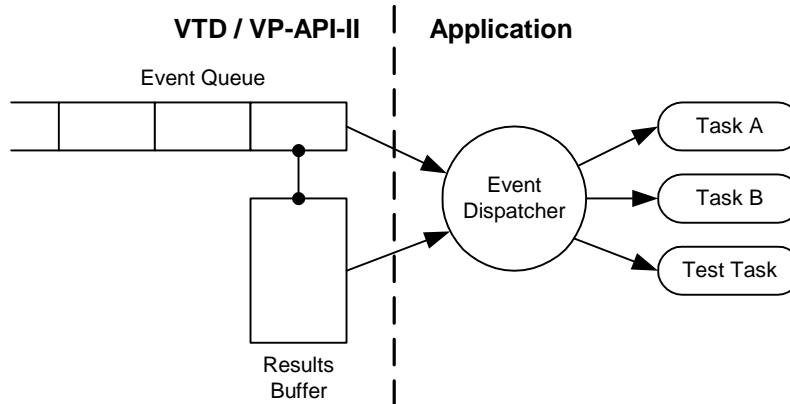 VTD / VP-API-II
Application
Event Queue
Task A
Event
Dispatcher
Task B
Test Task
Results
Buffer